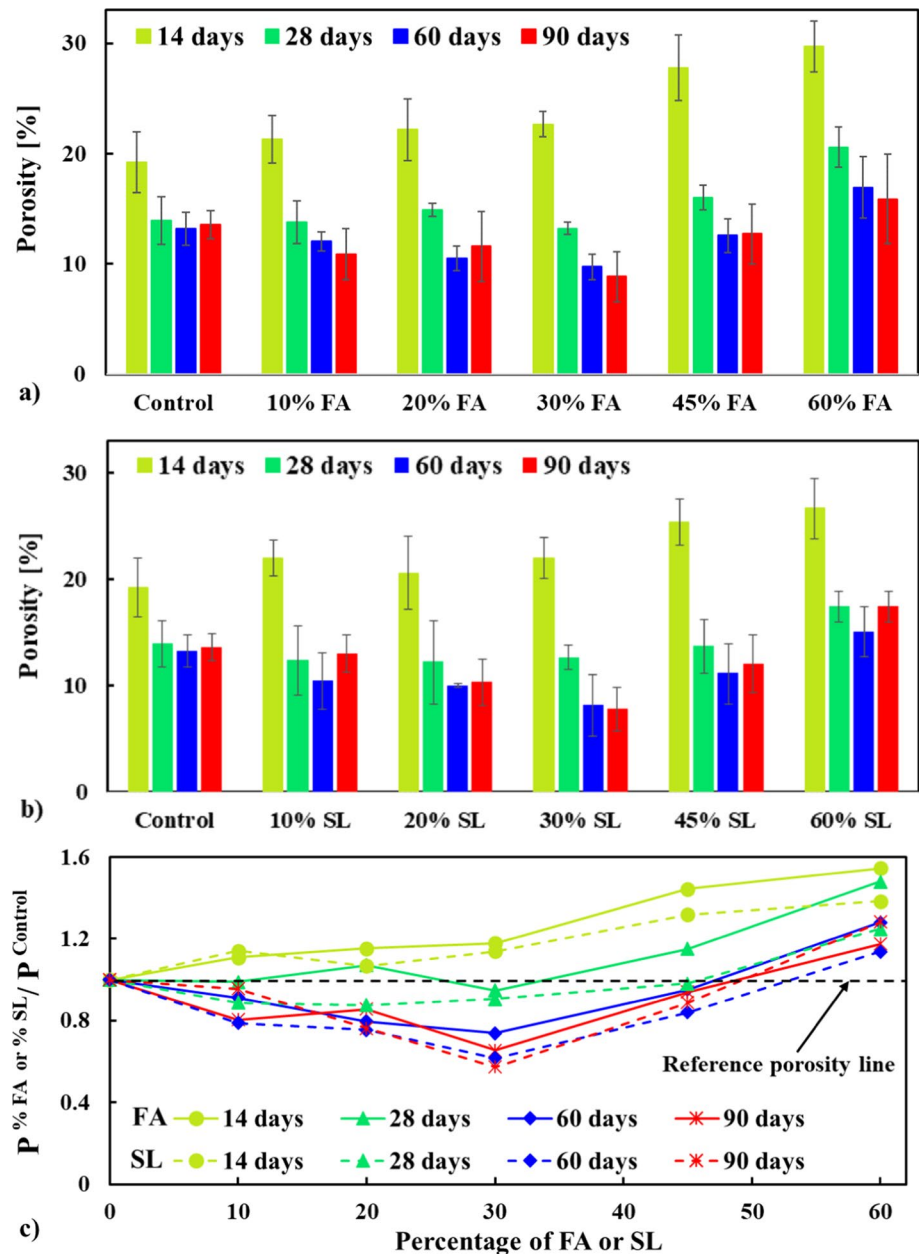 14 days 28 days 60 days 90 days
Porosity [%]
30
20
10
0
a)
Control 10% FA 20% FA 30% FA 45% FA 60% FA
14 days 28 days 60 days 90 days
Porosity [%]
30
20
10
0
b)
Control 10% SL 20% SL 30% SL 45% SL 60% SL
P % FA or % SL/ P Control
1.6
1.2
0.8
0.4
0
Reference porosity line
FA 14 days 28 days 60 days 90 days
SL 14 days 28 days 60 days 90 days
0 10 20 30 40 50 60
c)
Percentage of FA or SL